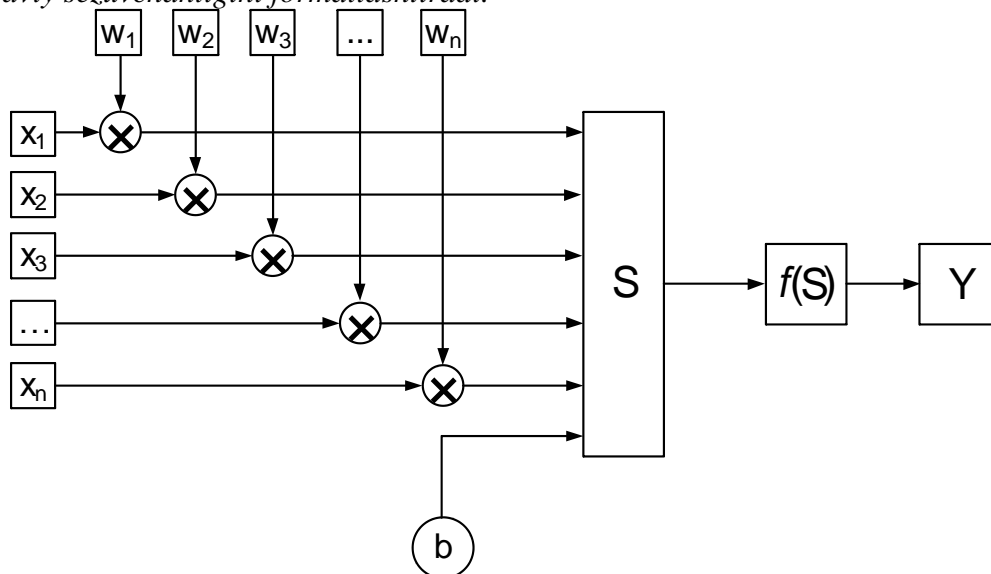 w₁ w₂ w₃ ... wₙ
x₁
x₂
x₃
...
xₙ
S
f(S)
Y
b